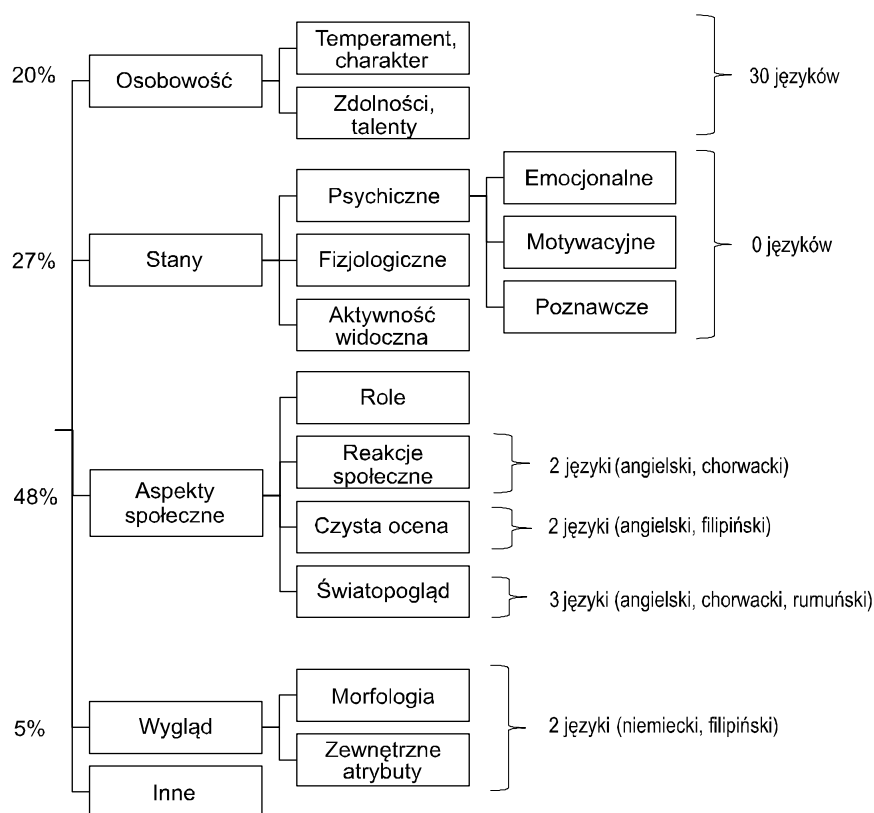 20%
Osobowość
Temperament,
charakter
Zdolności,
talenty
30 języków
27%
Stany
Psychiczne
Fizjologiczne
Aktywność
widoczna
Emocjonalne
Motywacyjne
Poznawcze
0 języków
48%
Aspekty
społeczne
Role
Reakcje
społeczne
2 języki (angielski, chorwacki)
Czysta ocena
2 języki (angielski, filipiński)
Światopogląd
3 języki (angielski, chorwacki, rumuński)
5%
Wygląd
Morfologia
Zewnętrzne
atrybuty
2 języki (niemiecki, filipiński)
Inne